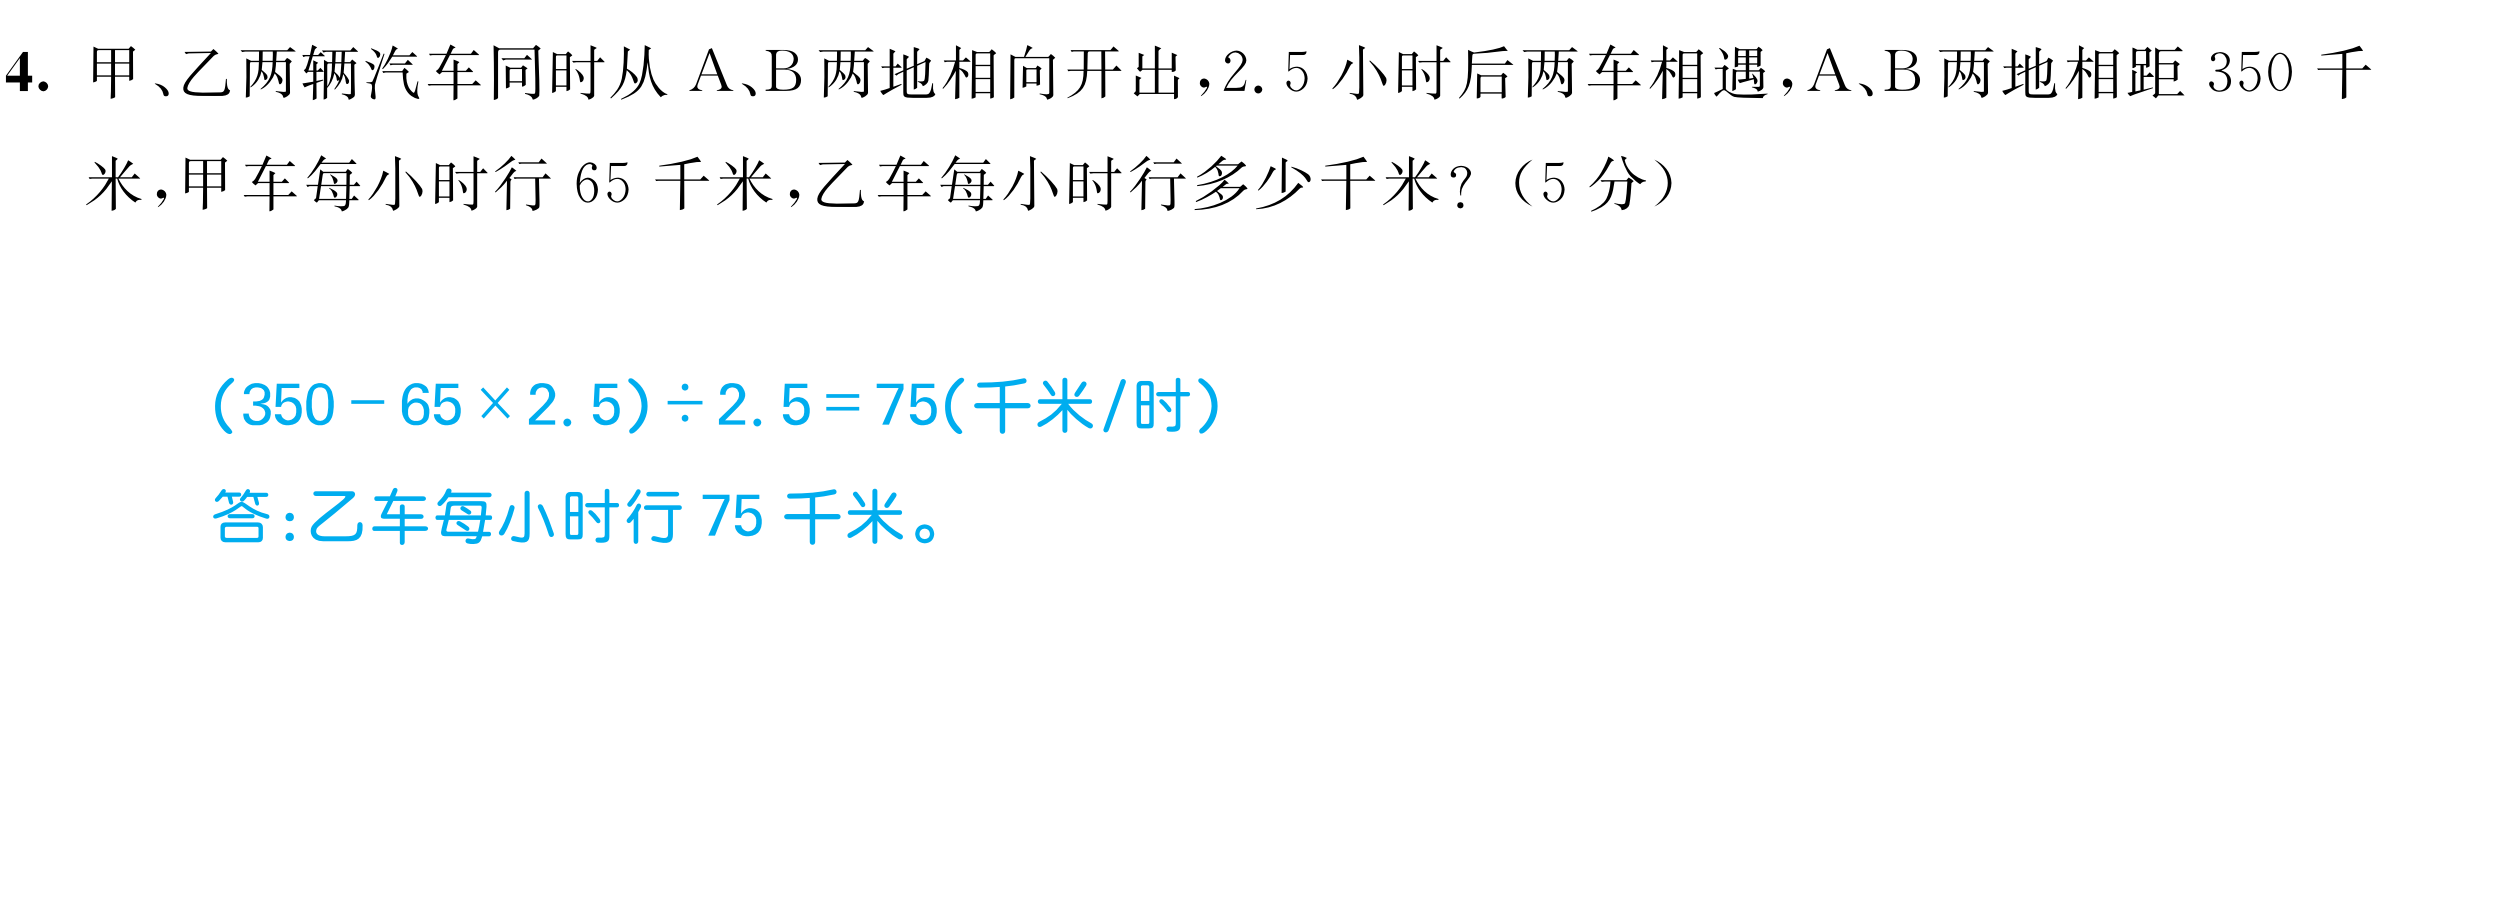 4. 甲、乙两辆汽车同时从A、B两地相向开出，2.5小时后两车相遇，A、B两地相距350千
米，甲车每小时行65千米，乙车每小时行多少千米？（5分）
(350－65×2.5)÷2.5＝75(千米/时)
答：乙车每小时行75千米。